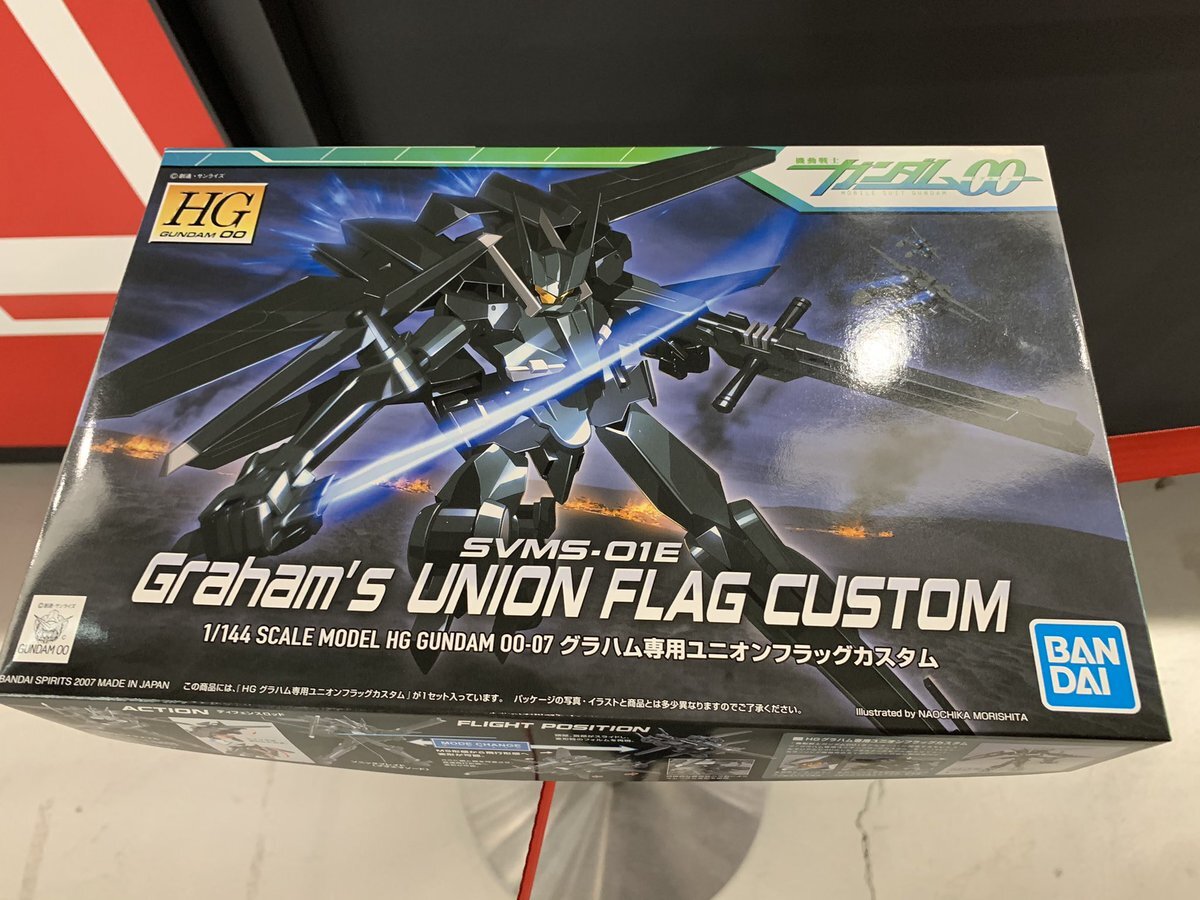 ©創通・サンライズ
HG
GUNDAM 00
機動戦士
ガンダム00
MOBILE SUIT GUNDAM
SVMS-01E
Graham's UNION FLAG CUSTOM
1/144 SCALE MODEL HG GUNDAM 00-07 グラハム専用ユニオンフラッグカスタム
©創通・サンライズ
GUNDAM 00
BAN
DAI
BANDAI SPIRITS 2007 MADE IN JAPAN
この商品には、「HG グラハム専用ユニオンフラッグカスタム」が1セット入っています。 パッケージの写真・イラストと商品とは多少異なりますのでご了承ください。
Illustrated by NAOCHIKA MORISHITA
ACTION
FLIGHT POSITION
MODE CHANGE